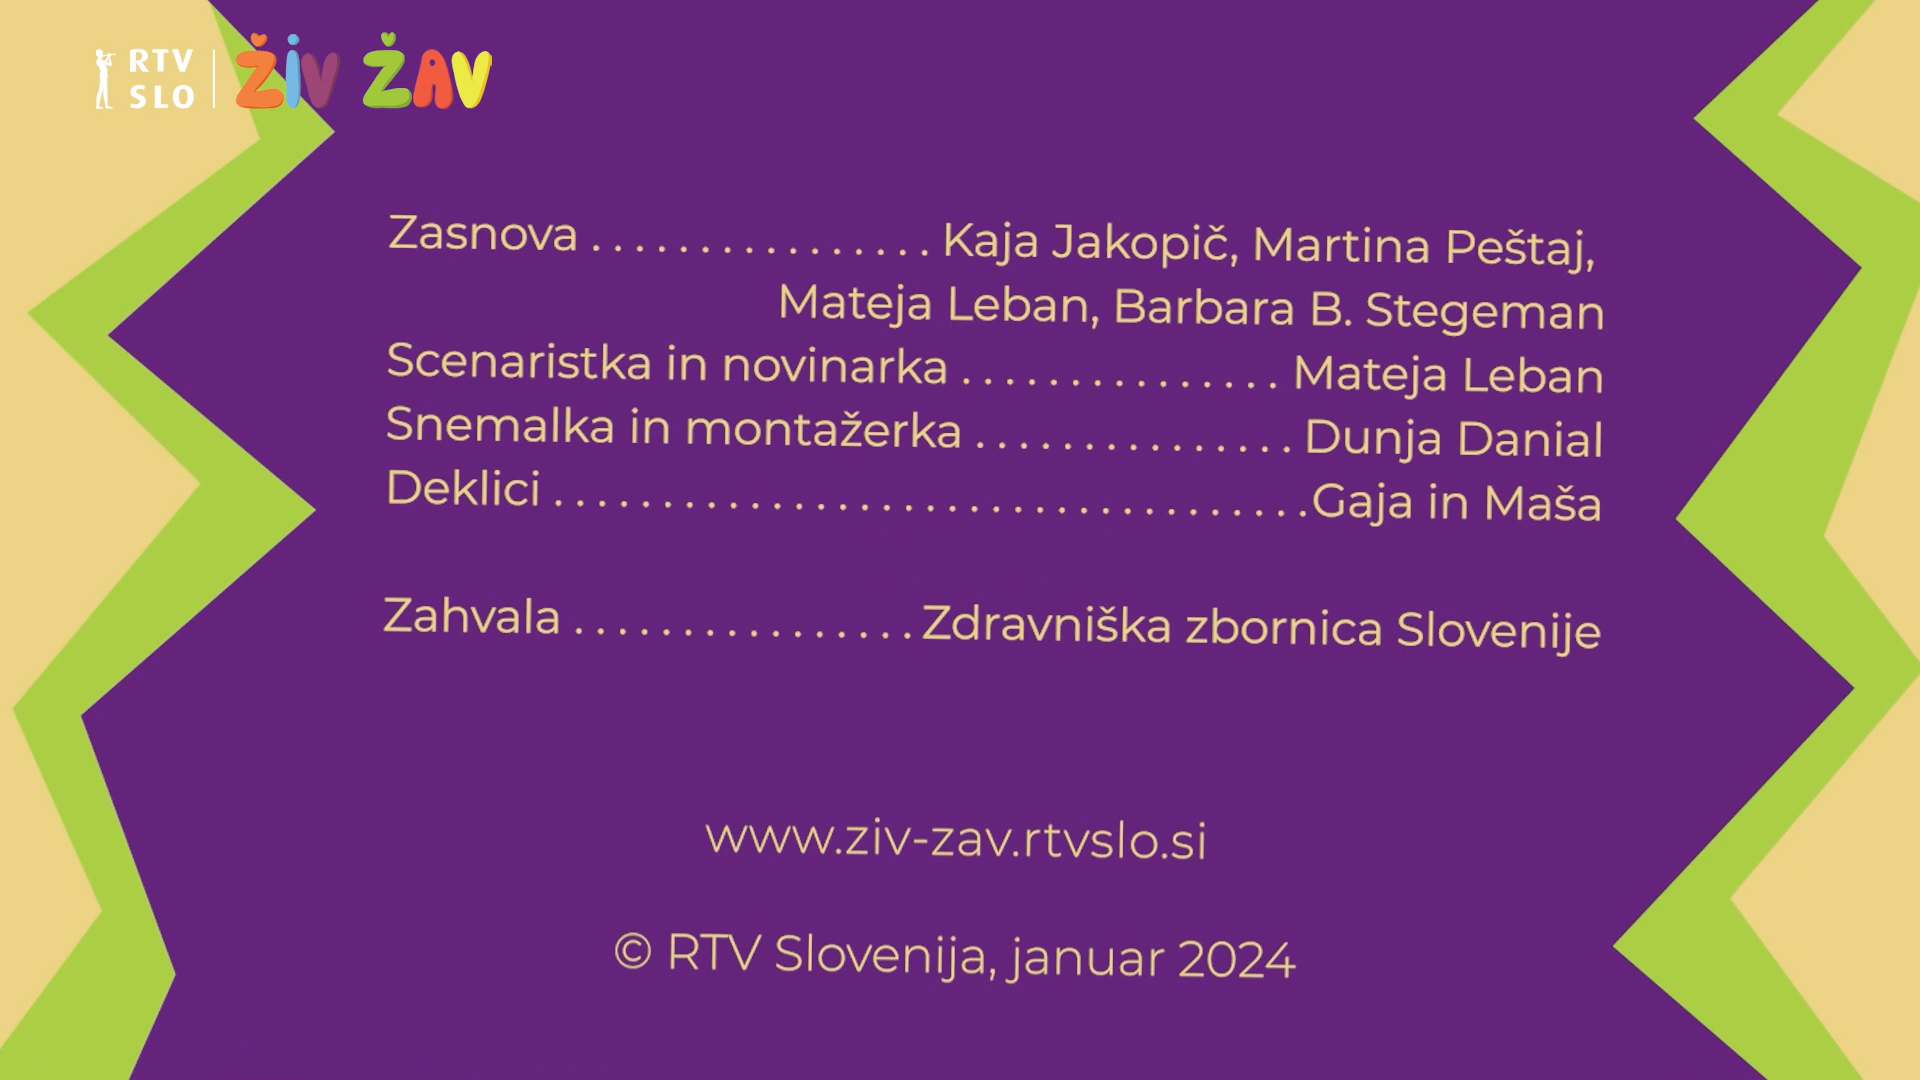 RTV
SLO
ŽIV ŽAV
Zasnova . . . . . . . . . . . . . . . . Kaja Jakopič, Martina Peštaj,
Mateja Leban, Barbara B. Stegeman
Scenaristka in novinarka . . . . . . . . . . . . . . . Mateja Leban
Snemalka in montažerka . . . . . . . . . . . . . . . Dunja Danial
Deklici . . . . . . . . . . . . . . . . . . . . . . . . . . . . . . . . . . . Gaja in Maša
Zahvala . . . . . . . . . . . . . . . . Zdravniška zbornica Slovenije
www.ziv-zav.rtvslo.si
© RTV Slovenija, januar 2024